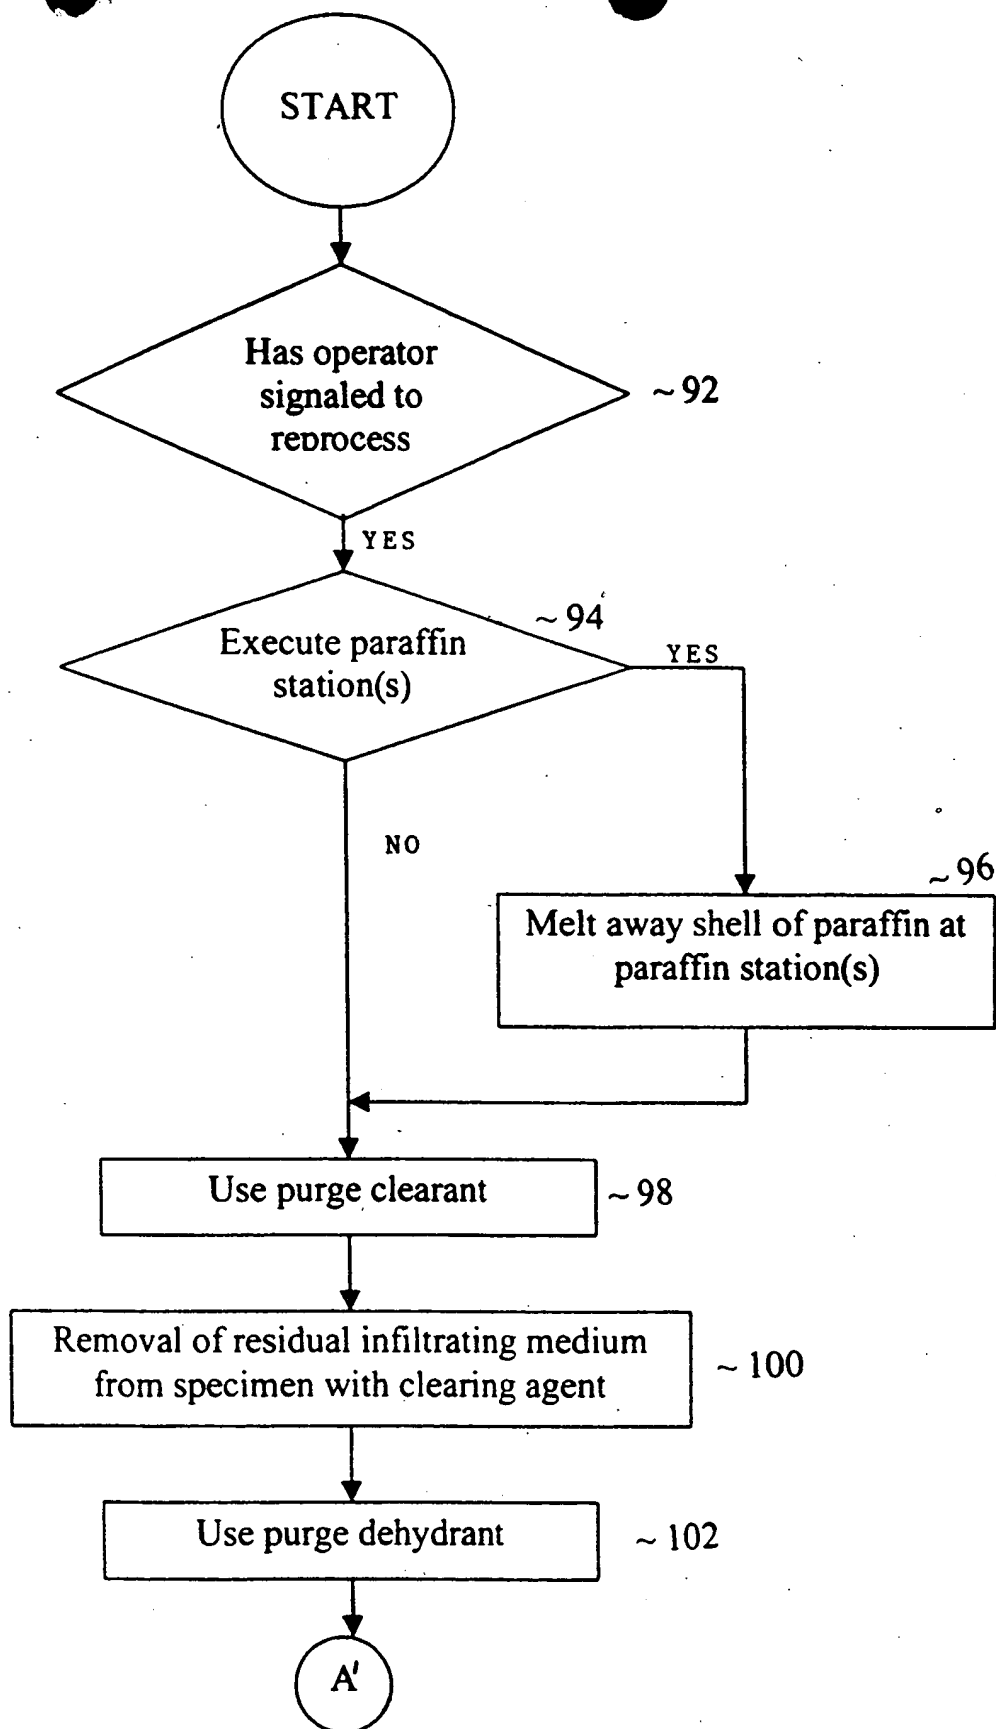 START
Has operator
signaled to
reprocess
~ 92
YES
~ 94
Execute paraffin
station(s)
YES
NO
~ 96
Melt away shell of paraffin at
paraffin station(s)
Use purge clearant
~ 98
Removal of residual infiltrating medium
from specimen with clearing agent
~ 100
Use purge dehydrant
~ 102
A'